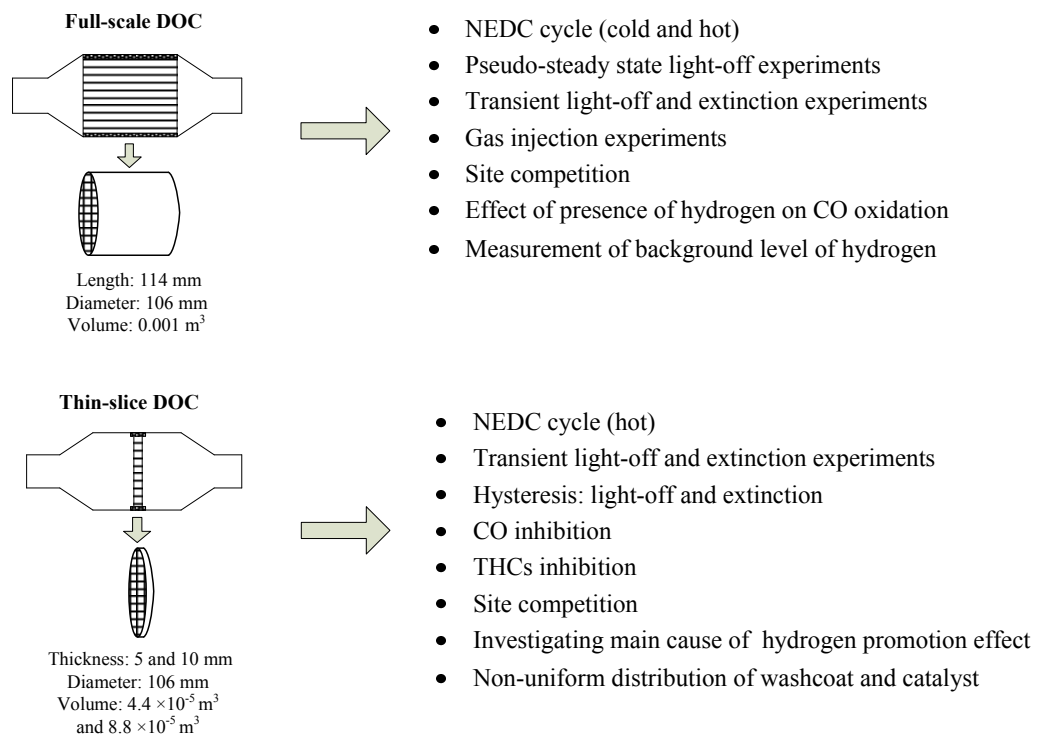 Full-scale DOC
Length: 114 mm
Diameter: 106 mm
Volume: 0.001 m³
• NEDC cycle (cold and hot)
• Pseudo-steady state light-off experiments
• Transient light-off and extinction experiments
• Gas injection experiments
• Site competition
• Effect of presence of hydrogen on CO oxidation
• Measurement of background level of hydrogen
Thin-slice DOC
Thickness: 5 and 10 mm
Diameter: 106 mm
Volume: 4.4 ×10⁻⁵ m³
and 8.8 ×10⁻⁵ m³
• NEDC cycle (hot)
• Transient light-off and extinction experiments
• Hysteresis: light-off and extinction
• CO inhibition
• THCs inhibition
• Site competition
• Investigating main cause of hydrogen promotion effect
• Non-uniform distribution of washcoat and catalyst